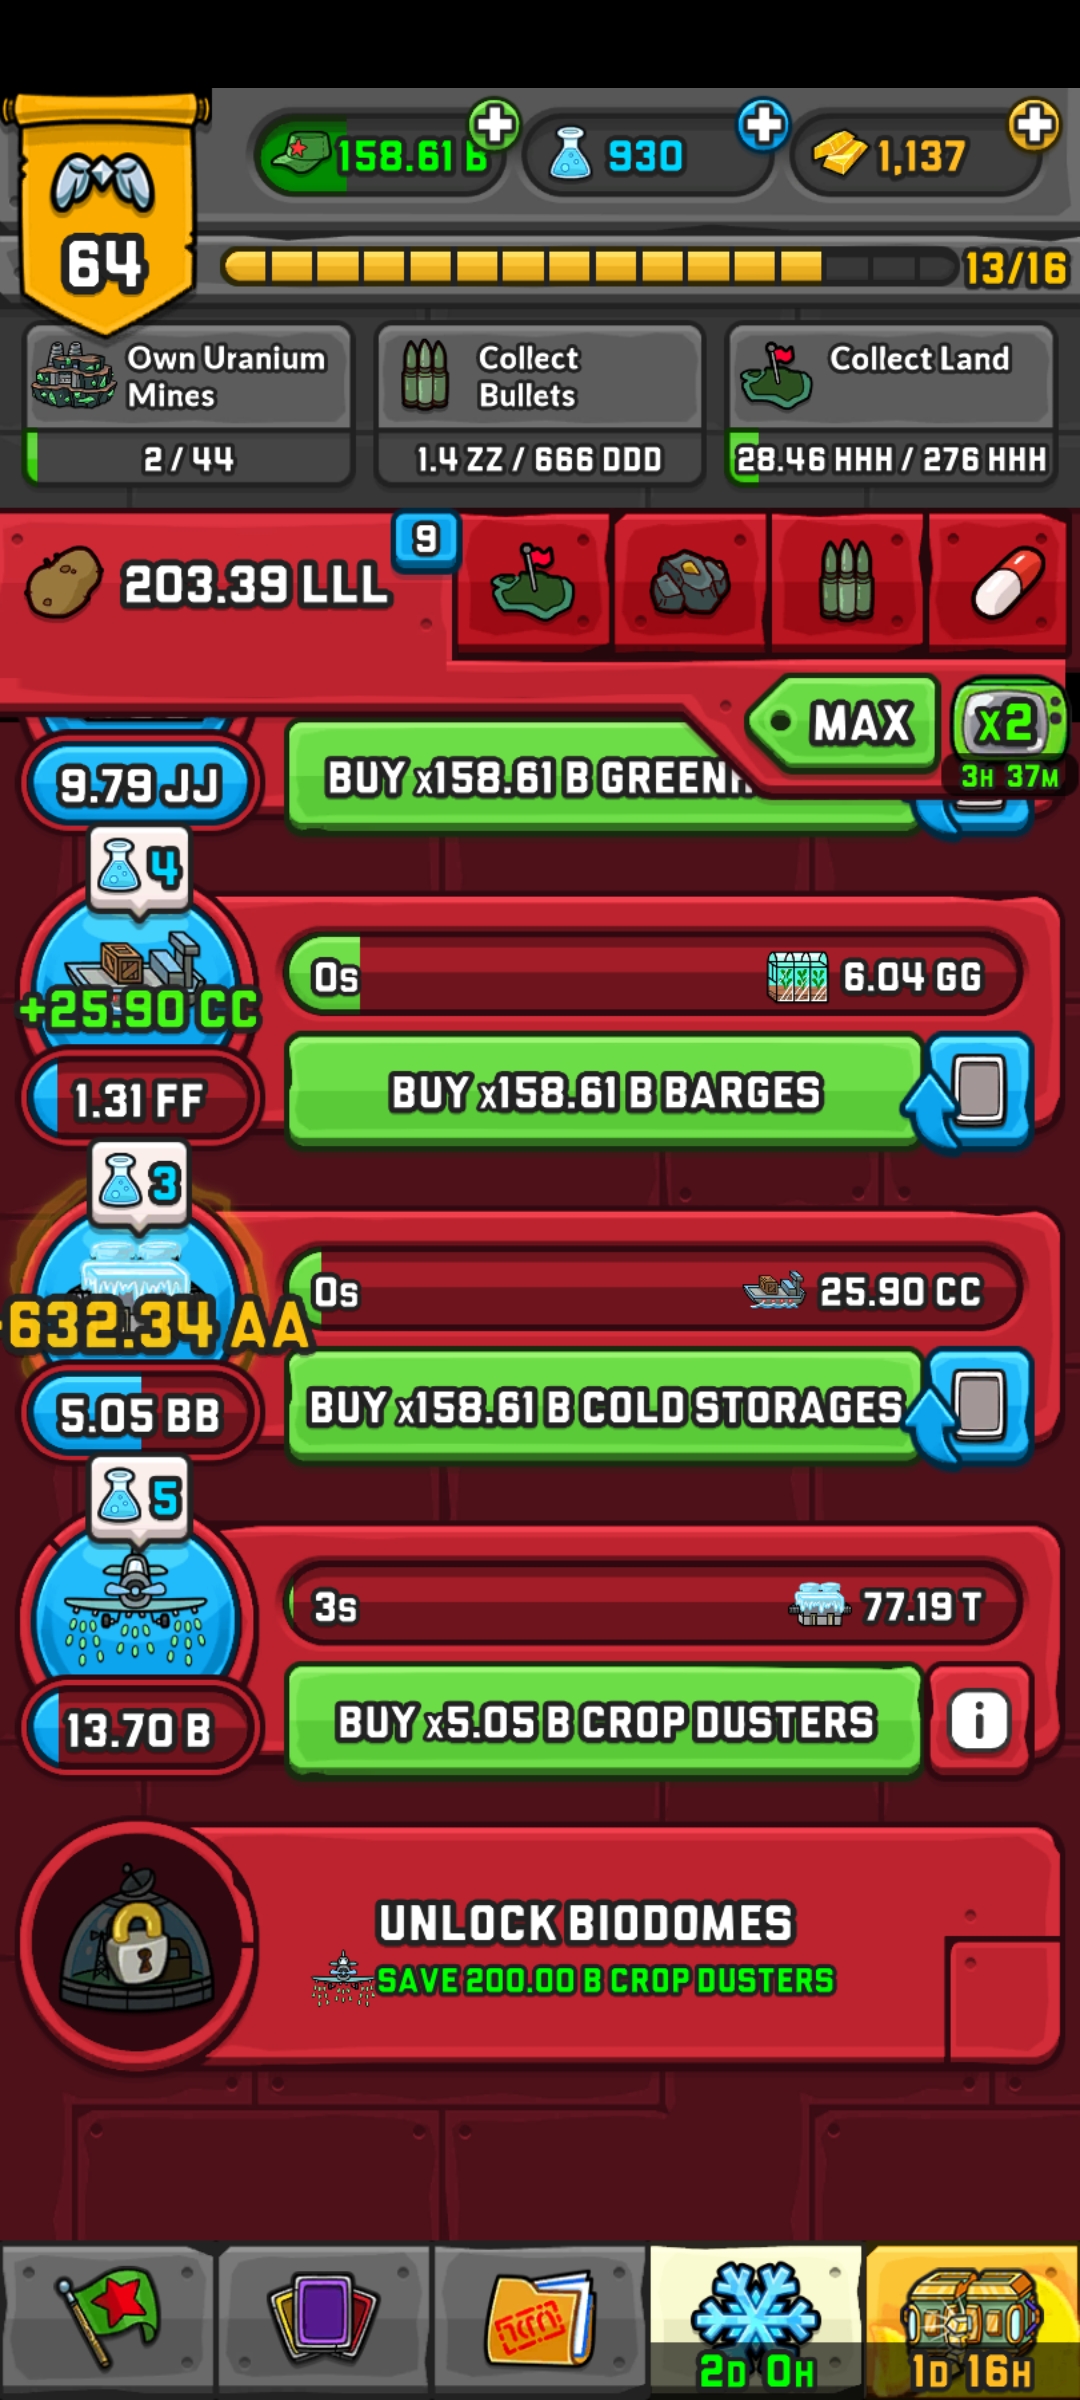 158.61 B
930
1,137
64
13/16
Own Uranium
Mines
2 / 44
Collect
Bullets
1.4 ZZ / 666 DDD
Collect Land
28.46 HHH / 276 HHH
203.39 LLL
9
MAX
x2
3H 37M
9.79 JJ
BUY x158.61 B
4
+25.90 CC
0s
6.04 GG
1.31 FF
BUY x158.61 B BARGES
3
632.34 AA
0s
25.90 CC
5.05 BB
BUY x158.61 B COLD STORAGES
5
3s
77.19 T
13.70 B
BUY x5.05 B CROP DUSTERS
i
UNLOCK BIODOMES
SAVE 200.00 B CROP DUSTERS
2D 0H
1D 16H